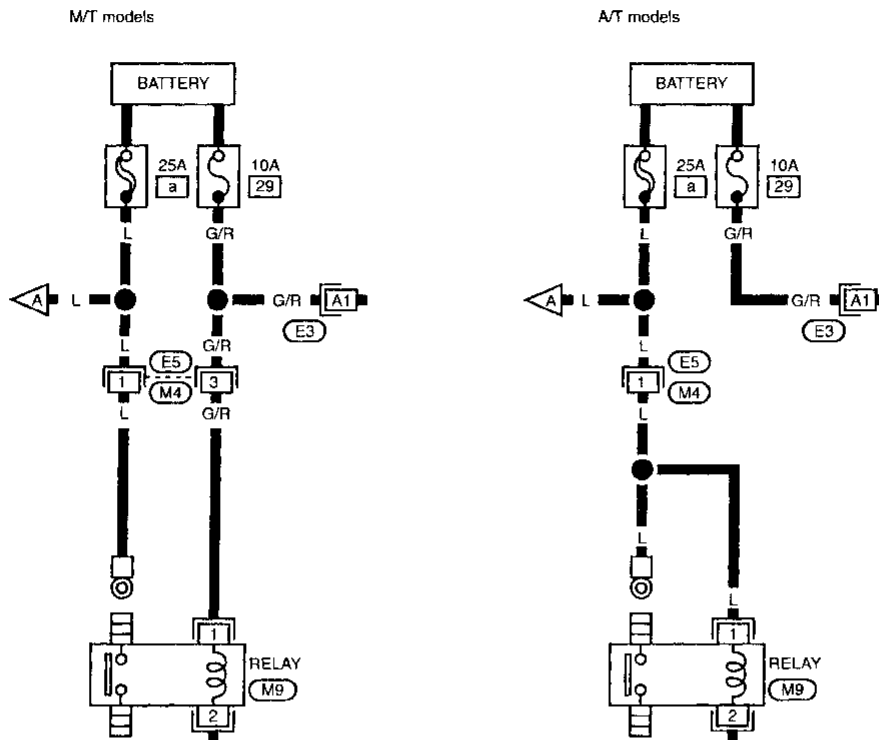 M/T models
BATTERY
25A
a
10A
29
L
G/R
A
L
G/R
A1
E3
L
G/R
1
E5
M4
3
L
G/R
1
RELAY
M9
2
A/T models
BATTERY
25A
a
10A
29
L
G/R
A
L
G/R
A1
E3
L
1
E5
M4
L
L
L
1
RELAY
M9
2